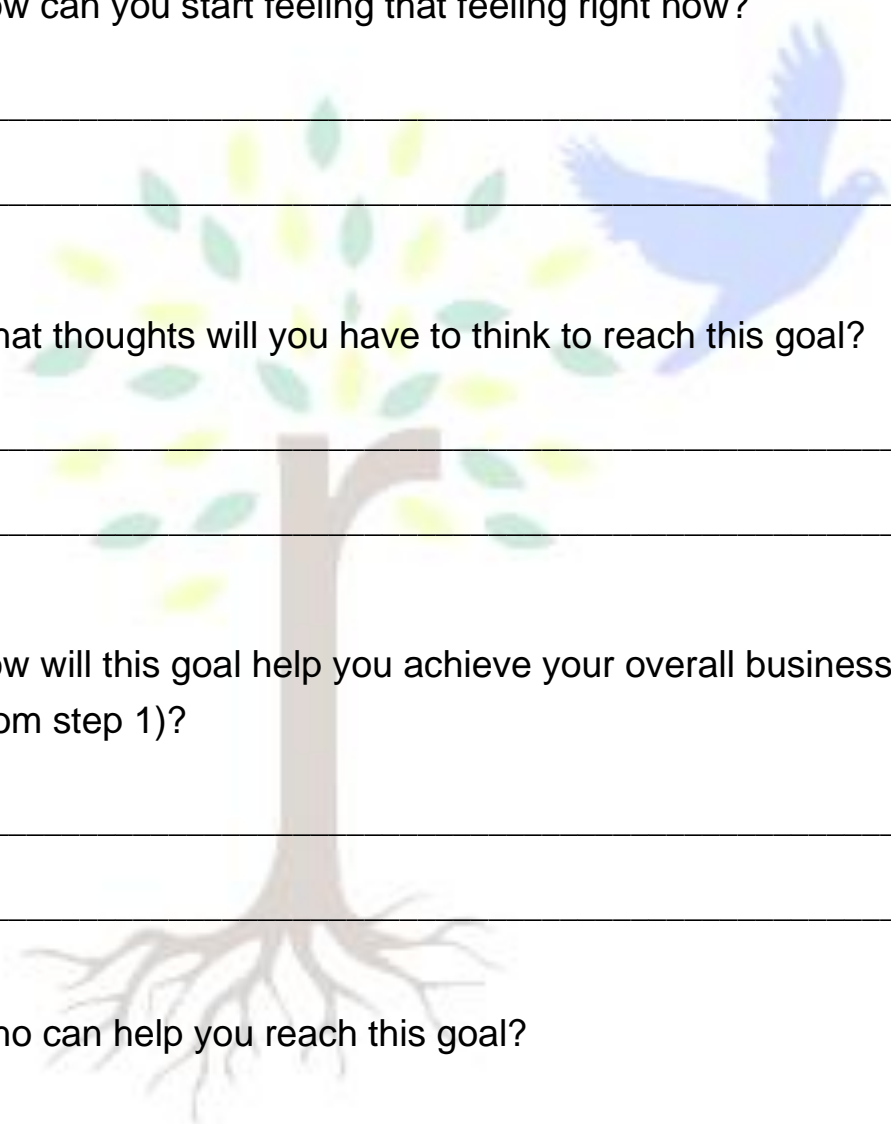 ow can you start feeling that feeling right now?
hat thoughts will you have to think to reach this goal?
ow will this goal help you achieve your overall business
om step 1)?
ho can help you reach this goal?